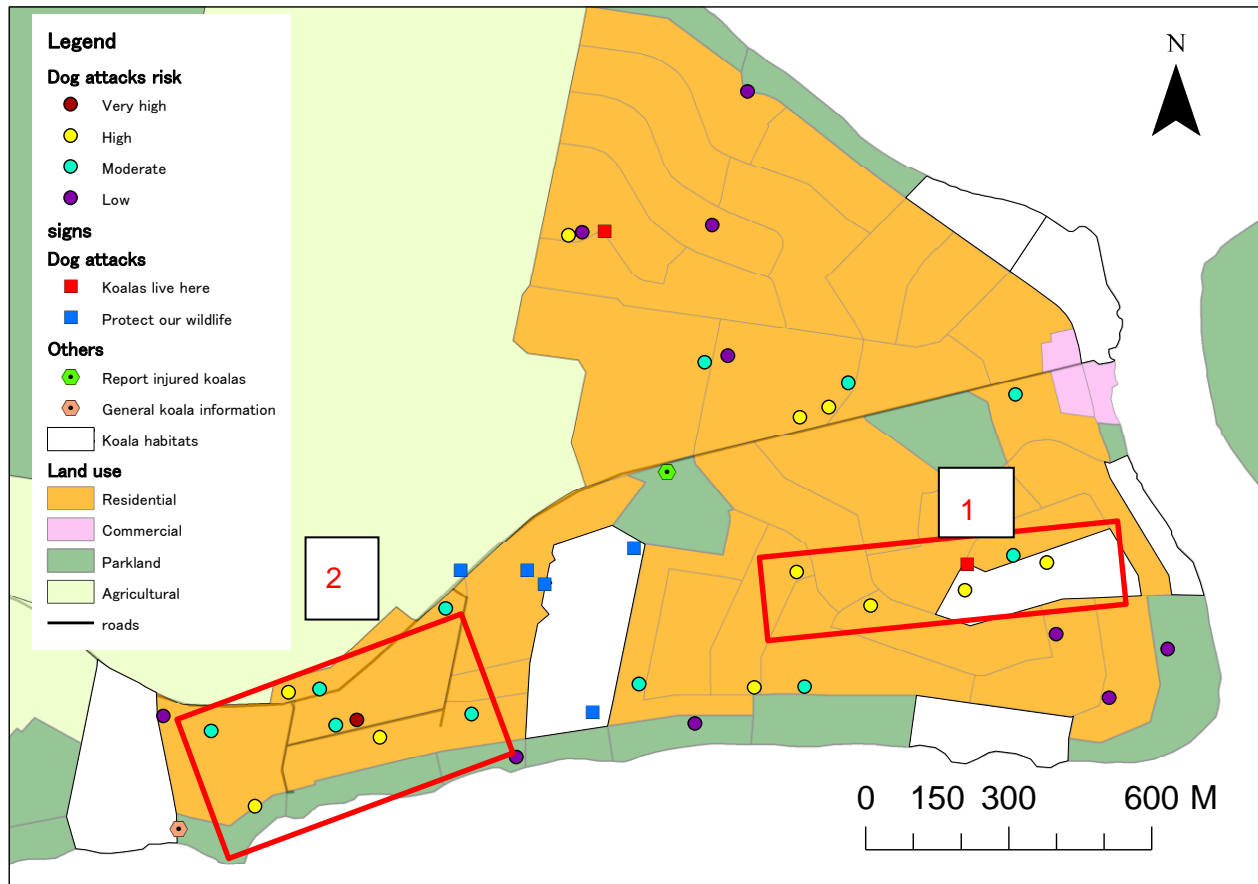 Legend
Dog attacks risk
Very high
High
Moderate
Low
signs
Dog attacks
Koalas live here
Protect our wildlife
Others
Report injured koalas
General koala information
Koala habitats
Land use
Residential
Commercial
Parkland
Agricultural
roads
N
1
2
0 150 300 600 M